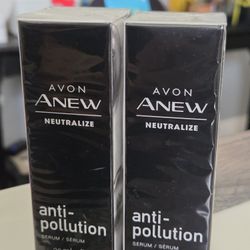 AVON
ANEW
NEUTRALIZE
anti-
pollution
SERUM / SÉRUM
AVON
ANEW
NEUTRALIZE
anti-
pollution
SERUM / SÉRUM